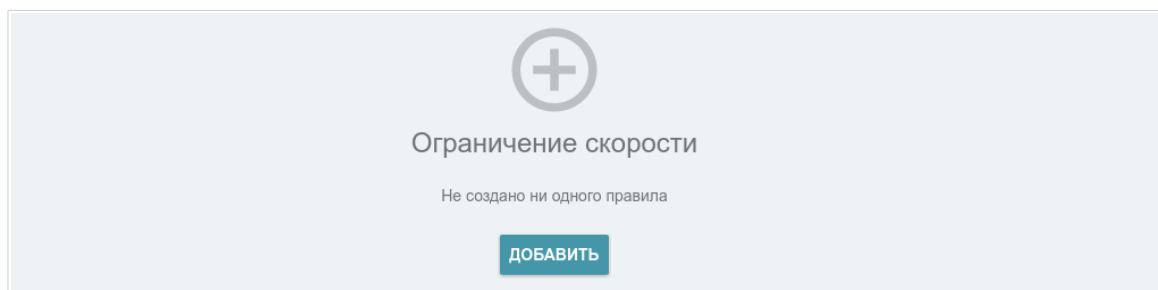 Ограничение скорости
Не создано ни одного правила
ДОБАВИТЬ